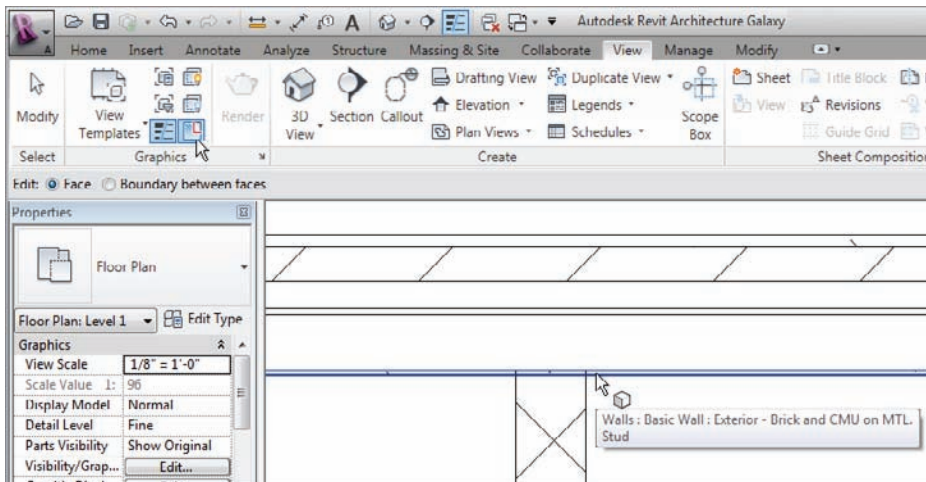 Autodesk Revit Architecture Galaxy
Home Insert Annotate Analyze Structure Massing & Site Collaborate View Manage Modify
Modify
View
Templates
Render
3D
View
Section Callout
Drafting View
Elevation
Plan Views
Duplicate View
Legends
Schedules
Scope
Box
Sheet
View
Title Block
Revisions
Guide Grid
Select Graphics Create Sheet Composition
Edit: Face Boundary between faces
Properties
Floor Plan
Floor Plan: Level 1 Edit Type
Graphics
View Scale 1/8" = 1'-0"
Scale Value 1: 96
Display Model Normal
Detail Level Fine
Parts Visibility Show Original
Visibility/Grap... Edit...
Walls : Basic Wall : Exterior - Brick and CMU on MTL.
Stud